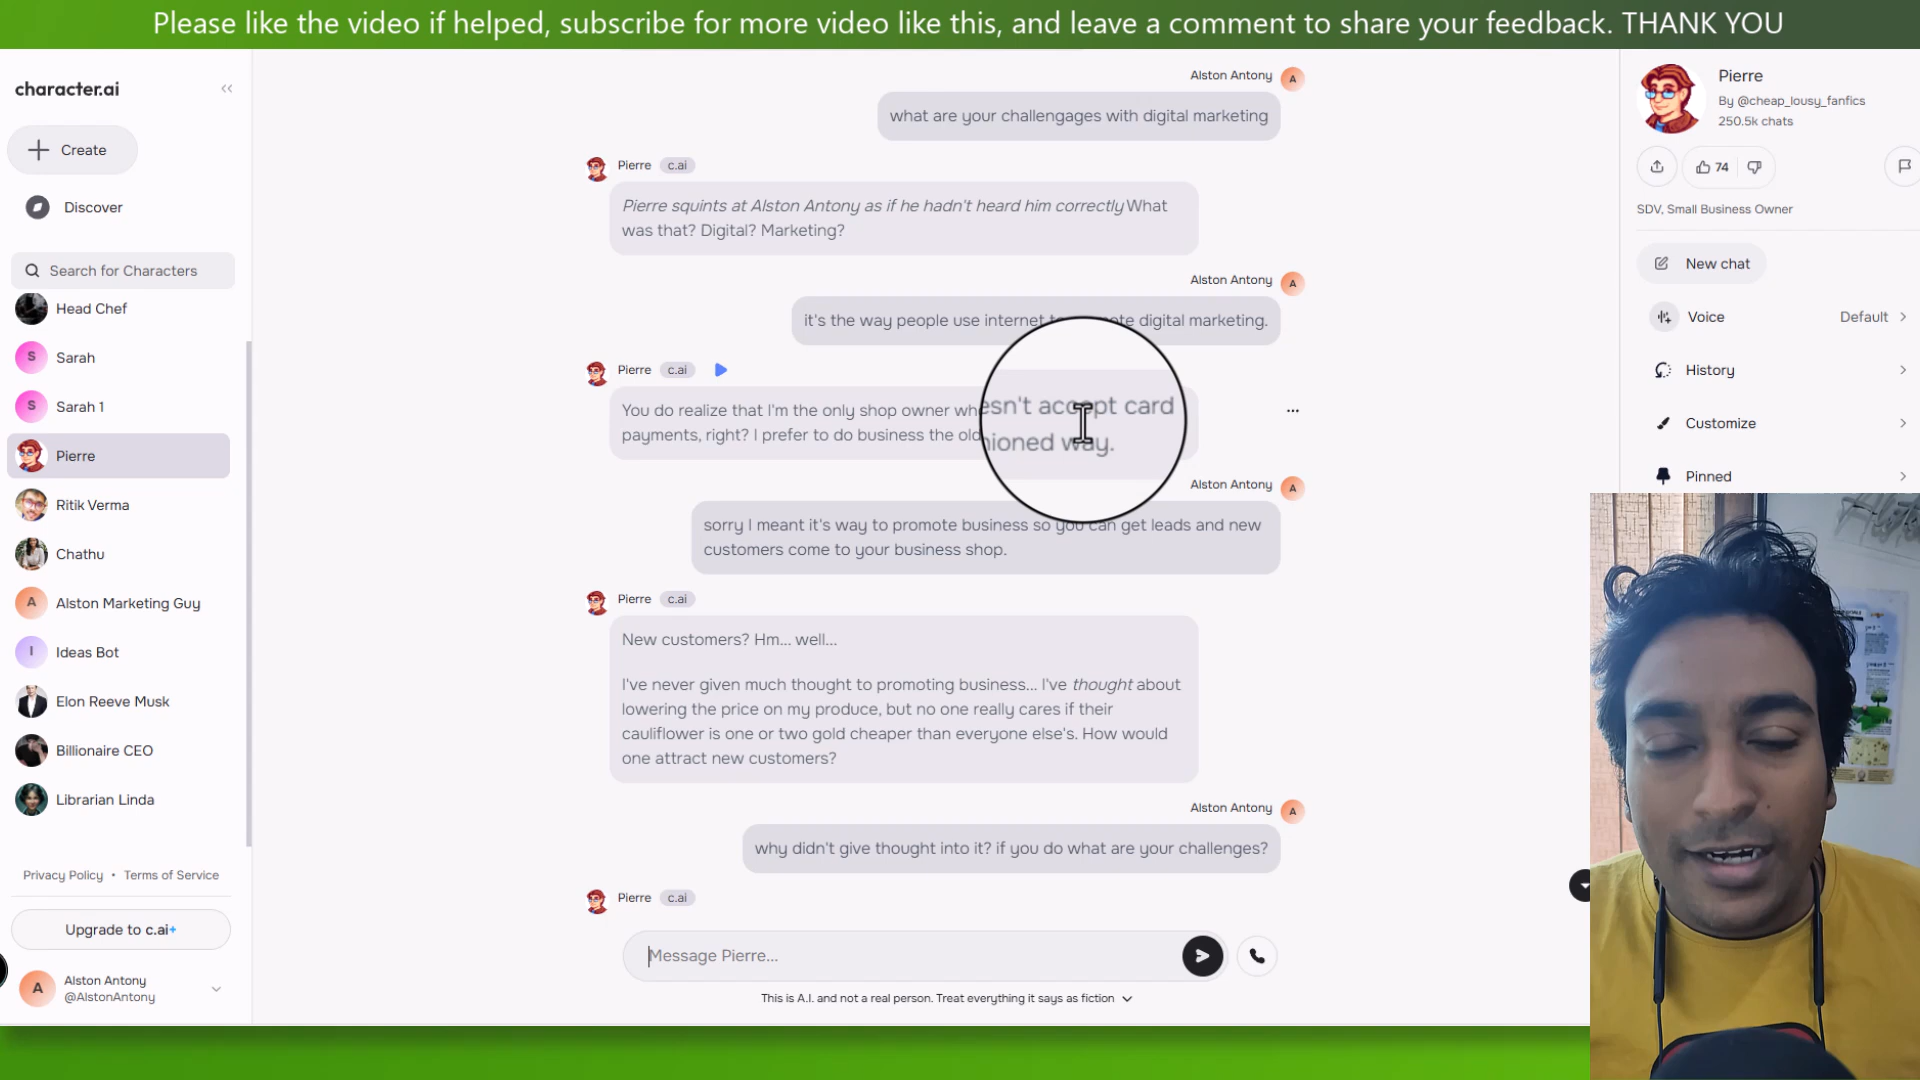 Please like the video if helped, subscribe for more video like this, and leave a comment to share your feedback. THANK YOU
character.ai
Create
Discover
Search for Characters
Head Chef
S
Sarah
S
Sarah 1
Pierre
Ritik Verma
Chathu
A
Alston Marketing Guy
I
Ideas Bot
Elon Reeve Musk
Billionaire CEO
Librarian Linda
Privacy Policy • Terms of Service
Upgrade to c.ai+
A
Alston Antony
@AlstonAntony
Alston Antony
A
what are your challengages with digital marketing
Pierre c.ai
Pierre squints at Alston Antony as if he hadn't heard him correctly What
was that? Digital? Marketing?
Alston Antony
A
it's the way people use internet digital marketing.
Pierre c.ai
You do realize that I'm the only shop owner esn't accept card
payments, right? I prefer to do business the hioned way.
Alston Antony
A
sorry I meant it's way to promote business so you can get leads and new
customers come to your business shop.
Pierre c.ai
New customers? Hm... well...
I've never given much thought to promoting business... I've thought about
lowering the price on my produce, but no one really cares if their
cauliflower is one or two gold cheaper than everyone else's. How would
one attract new customers?
Alston Antony
A
why didn't give thought into it? if you do what are your challenges?
Pierre c.ai
Message Pierre...
This is A.I. and not a real person. Treat everything it says as fiction
Pierre
By @cheap_lousy_fanfics
250.5k chats
74
SDV, Small Business Owner
New chat
Voice Default
History
Customize
Pinned